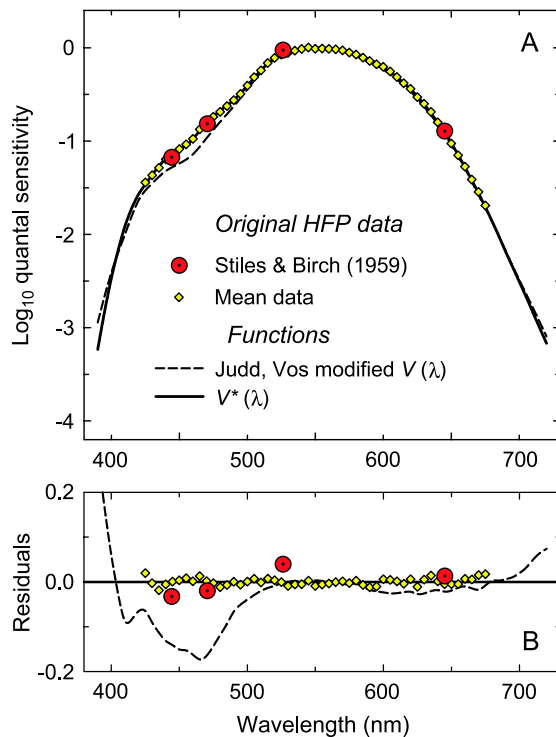 A
Log10 quantal sensitivity
0
-1
-2
-3
-4
Original HFP data
Stiles & Birch (1959)
Mean data
Functions
Judd, Vos modified V (λ)
V* (λ)
400 500 600 700
B
Residuals
0.2
0.0
-0.2
400 500 600 700
Wavelength (nm)